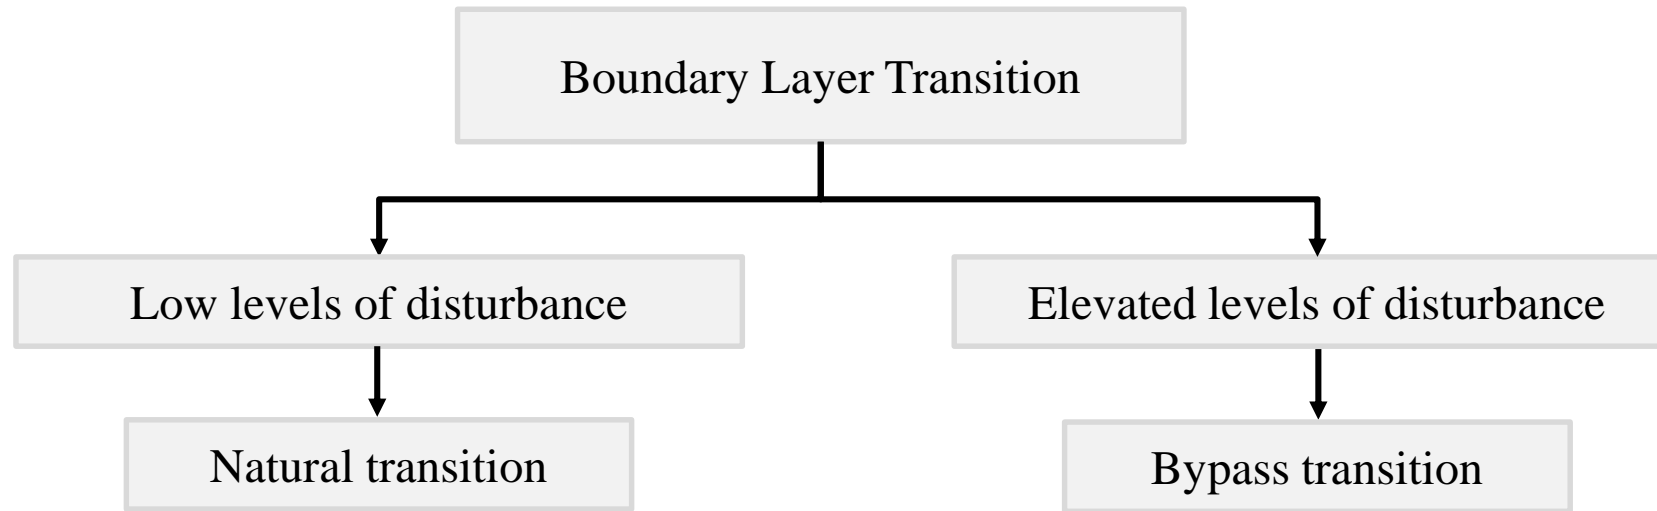 Boundary Layer Transition
Low levels of disturbance
Elevated levels of disturbance
Natural transition
Bypass transition